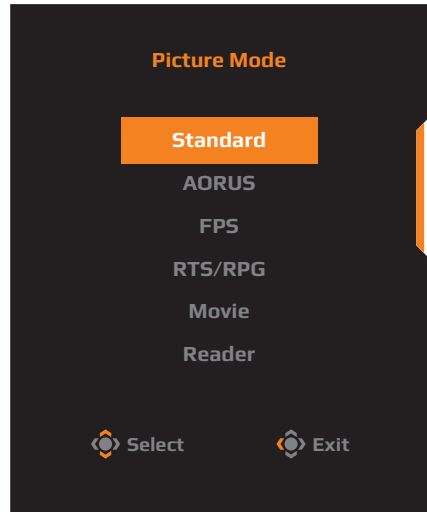 Picture Mode
Standard
AORUS
FPS
RTS/RPG
Movie
Reader
Select Exit